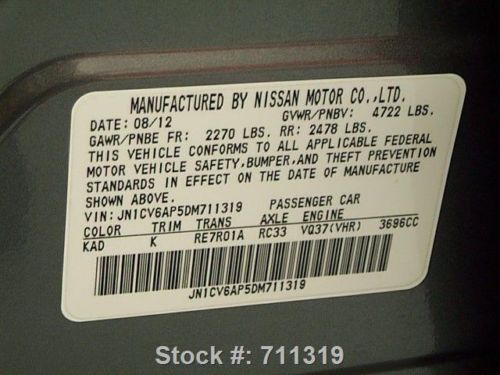 MANUFACTURED BY NISSAN MOTOR CO.,LTD.
DATE: 08/12 GVWR/PNBV: 4722 LBS.
GAWR/PNBE FR: 2270 LBS. RR: 2478 LBS.
THIS VEHICLE CONFORMS TO ALL APPLICABLE FEDERAL
MOTOR VEHICLE SAFETY,BUMPER,AND THEFT PREVENTION
STANDARDS IN EFFECT ON THE DATE OF MANUFACTURE
SHOWN ABOVE.
VIN: JN1CV6AP5DM711319 PASSENGER CAR
COLOR TRIM TRANS AXLE ENGINE
KAD K RE7R01A RC33 VQ37(VHR) 3696CC
JN1CV6AP5DM711319
Stock #: 711319